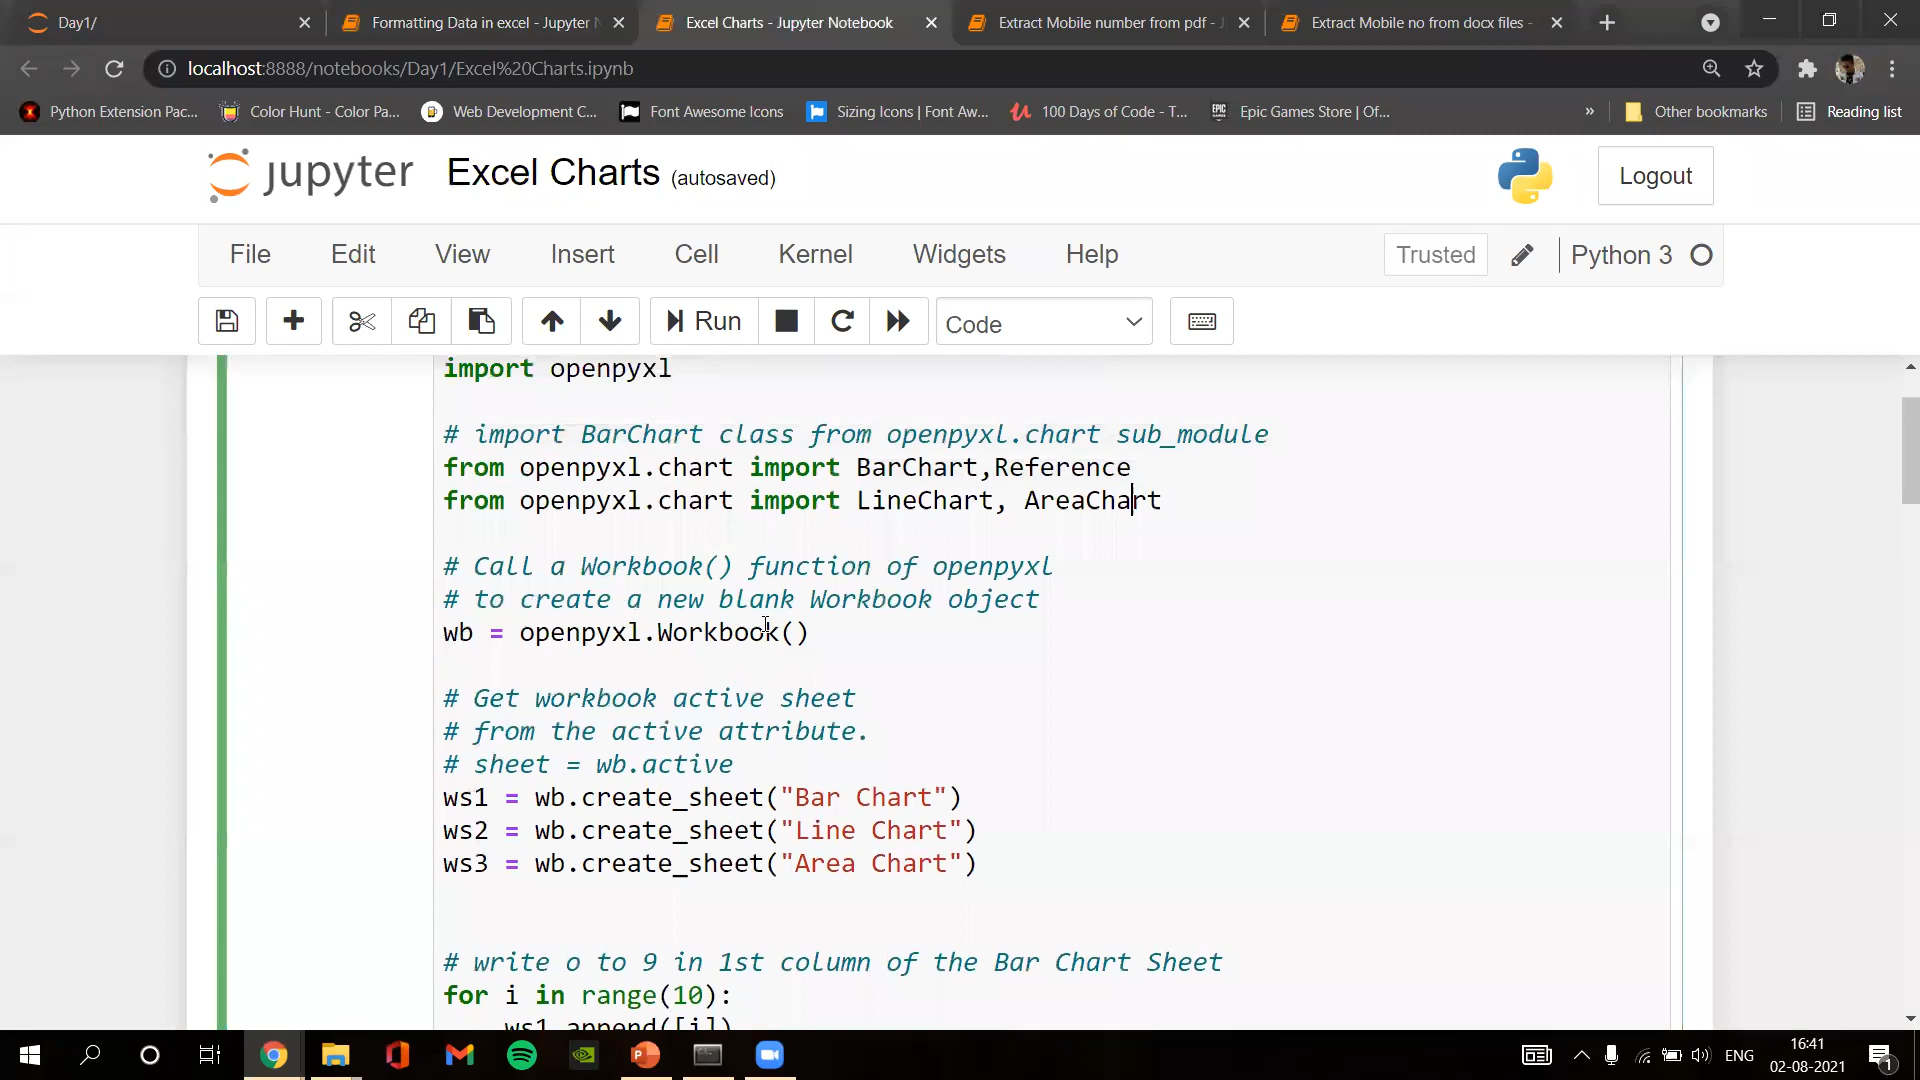 Day1/
Formatting Data in excel - Jupyter N
Excel Charts - Jupyter Notebook
Extract Mobile number from pdf - J
Extract Mobile no from docx files -
localhost:8888/notebooks/Day1/Excel%20Charts.ipynb
Python Extension Pac...
Color Hunt - Color Pa...
Web Development C...
Font Awesome Icons
Sizing Icons | Font Aw...
100 Days of Code - T...
Epic Games Store | Of...
»
Other bookmarks
Reading list
jupyter Excel Charts (autosaved)
Logout
File Edit View Insert Cell Kernel Widgets Help
Trusted
Python 3
Run
Code
import openpyxl
# import BarChart class from openpyxl.chart sub_module
from openpyxl.chart import BarChart,Reference
from openpyxl.chart import LineChart, AreaChart
# Call a Workbook() function of openpyxl
# to create a new blank Workbook object
wb = openpyxl.Workbook()
# Get workbook active sheet
# from the active attribute.
# sheet = wb.active
ws1 = wb.create_sheet("Bar Chart")
ws2 = wb.create_sheet("Line Chart")
ws3 = wb.create_sheet("Area Chart")
# write o to 9 in 1st column of the Bar Chart Sheet
for i in range(10):
ws1.append([i])
ENG
16:41
02-08-2021
1